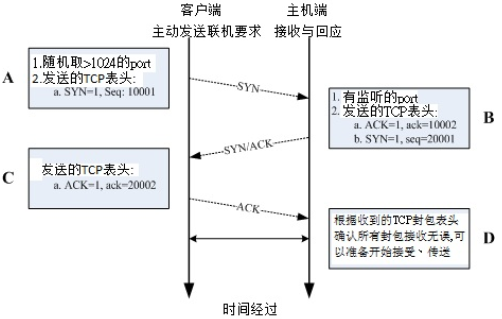 客户端
主动发送联机要求
主机端
接收与回应
A
1.随机取>1024的port
2.发送的TCP表头:
a. SYN=1, Seq: 10001
SYN
B
1. 有监听的port
2. 发送的TCP表头:
a. ACK=1, ack=10002
b. SYN=1, seq=20001
SYN/ACK
C
发送的TCP表头:
a. ACK=1, ack=20002
ACK
D
根据收到的TCP封包表头
确认所有封包接收无误,可
以准备开始接受、传送
时间经过